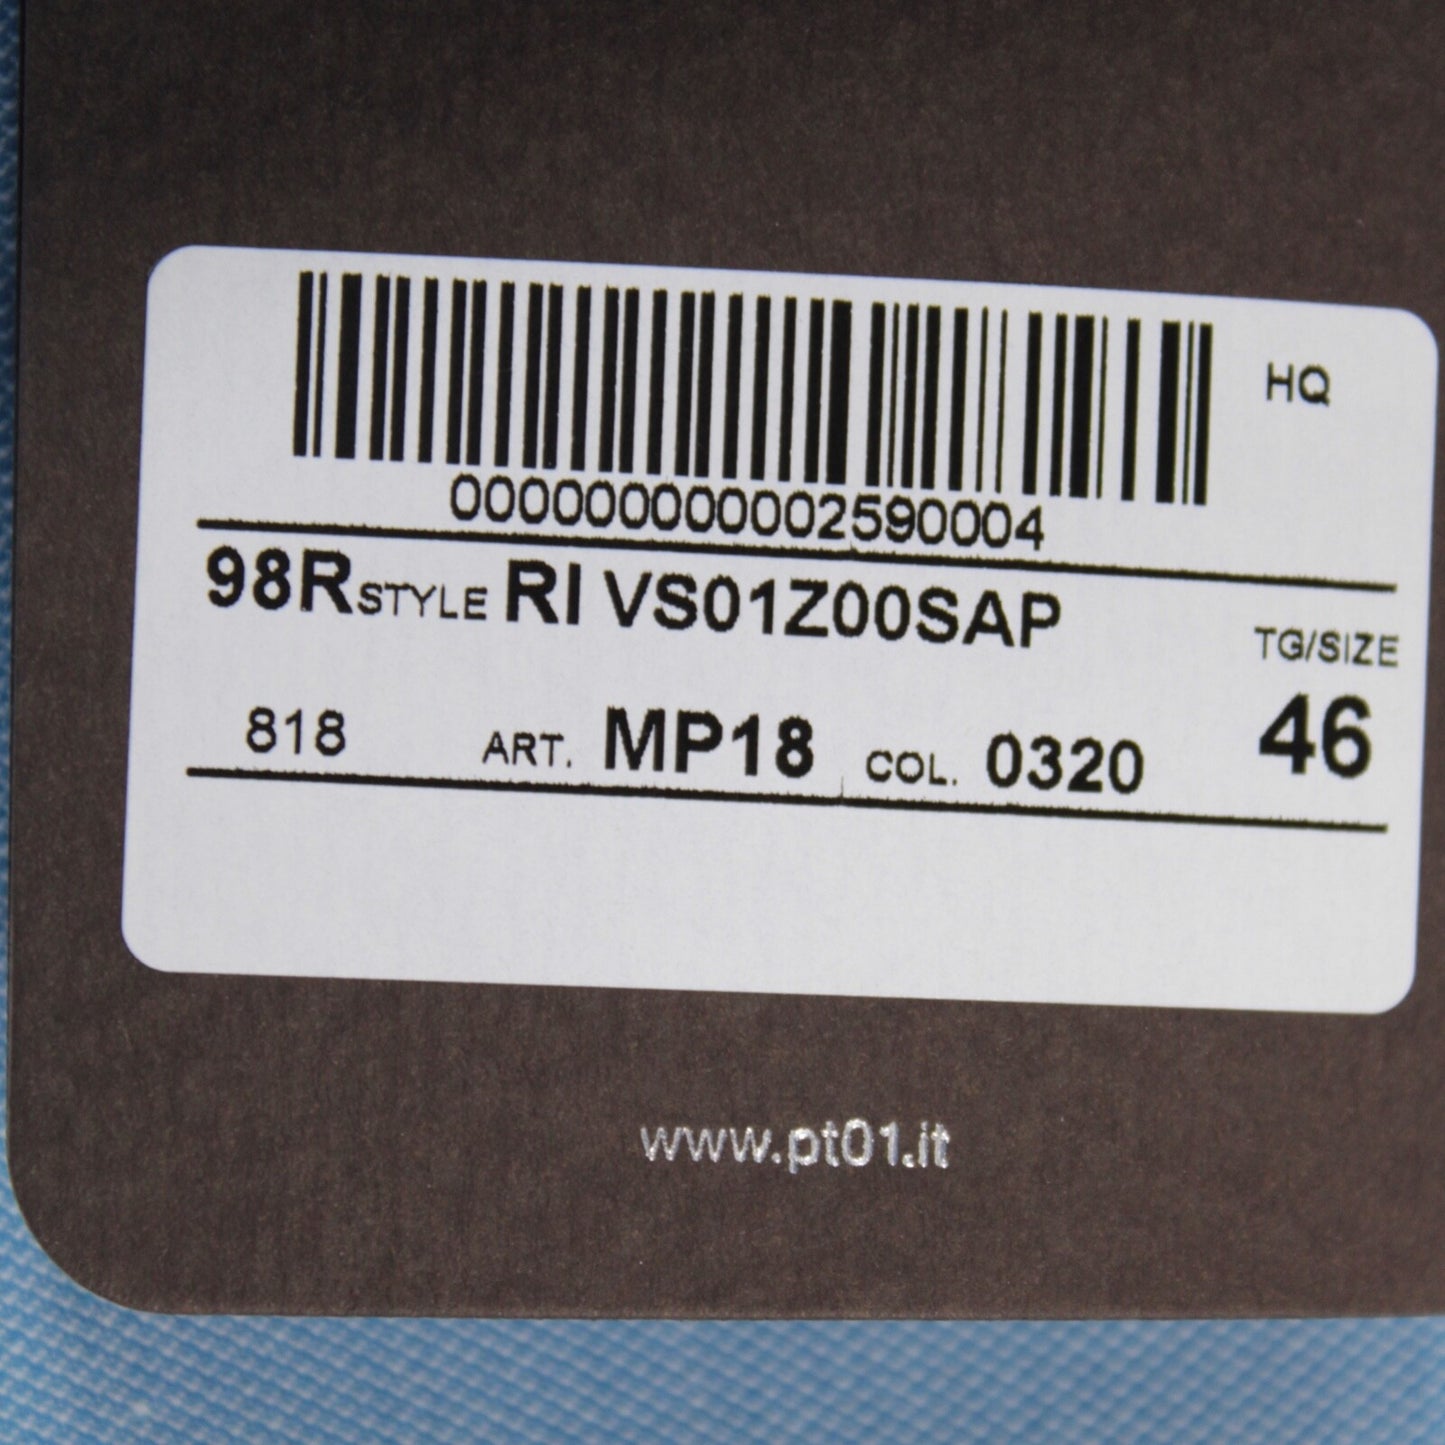 HQ
000000000002590004
98R STYLE RI VS01Z00SAP
TG/SIZE
818 ART. MP18 COL. 0320 46
www.pt01.it